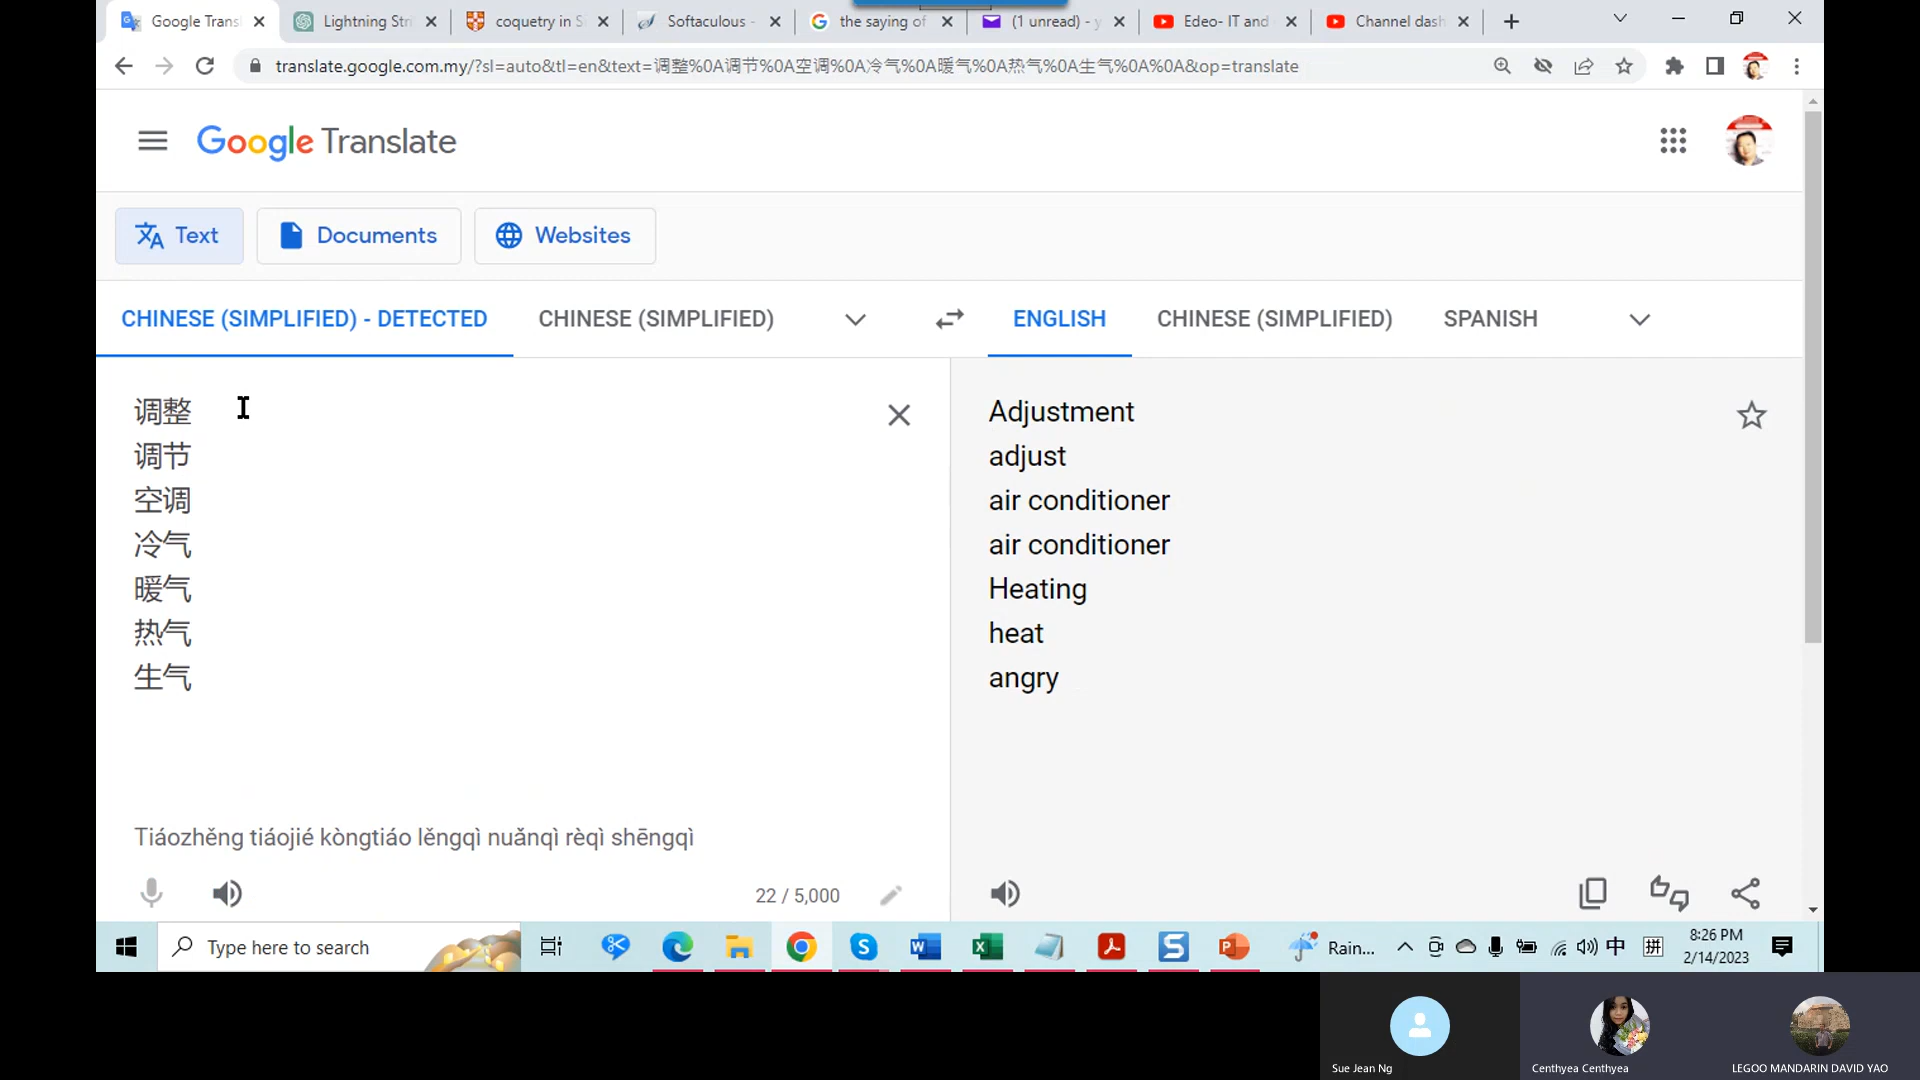 Google Transl
Lightning Stri
coquetry in S
Softaculous -
the saying of
(1 unread) - y
Edeo- IT and
Channel dash
translate.google.com.my/?sl=auto&tl=en&text=调整%0A调节%0A空调%0A冷气%0A暖气%0A热气%0A生气%0A%0A&op=translate
Google Translate
Text
Documents
Websites
CHINESE (SIMPLIFIED) - DETECTED
CHINESE (SIMPLIFIED)
ENGLISH
CHINESE (SIMPLIFIED)
SPANISH
调整
调节
空调
冷气
暖气
热气
生气
Adjustment
adjust
air conditioner
air conditioner
Heating
heat
angry
Tiáozhěng tiáojié kòngtiáo lěngqì nuǎnqì rèqì shēngqì
22 / 5,000
Type here to search
Rain...
中
拼
8:26 PM
2/14/2023
Sue Jean Ng
Centhyea Centhyea
LEGOO MANDARIN DAVID YAO